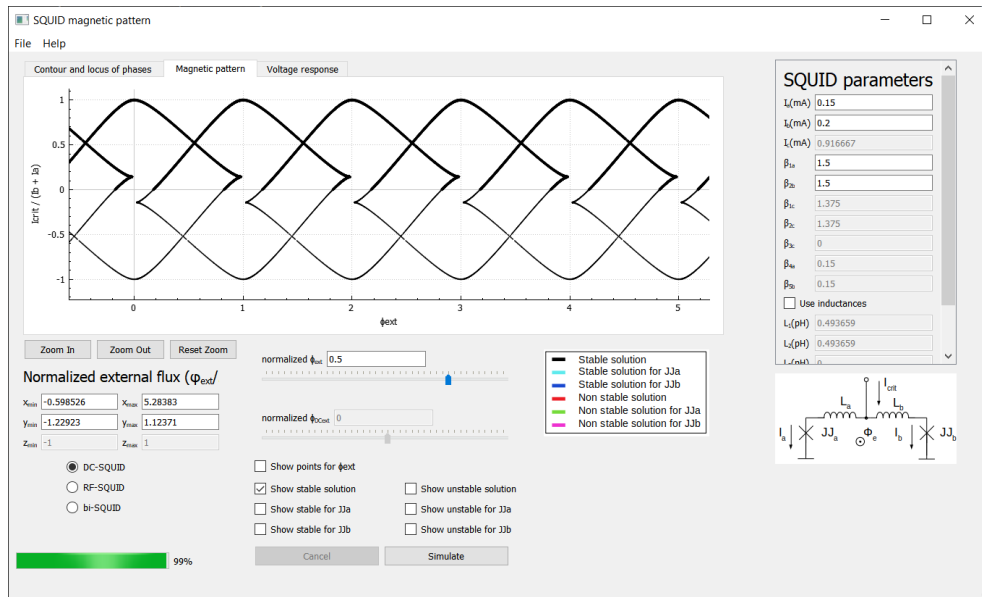 SQUID magnetic pattern
File Help
Contour and locus of phases Magnetic pattern Voltage response
Icrit / (Ib + Ia)
1
0.5
0
-0.5
-1
0 1 2 3 4 5
ϕext
Zoom In Zoom Out Reset Zoom
Normalized external flux (φext/
xmin -0.598526 xmax 5.28383
ymin -1.22923 ymax 1.12371
zmin -1 zmax 1
DC-SQUID
RF-SQUID
bi-SQUID
99%
normalized ϕext 0.5
normalized ϕDCext 0
Show points for ϕext
Show stable solution Show unstable solution
Show stable for JJa Show unstable for JJa
Show stable for JJb Show unstable for JJb
Cancel Simulate
Stable solution
Stable solution for JJa
Stable solution for JJb
Non stable solution
Non stable solution for JJa
Non stable solution for JJb
SQUID parameters
Ia(mA) 0.15
Ib(mA) 0.2
Ic(mA) 0.916667
β1a 1.5
β2b 1.5
β1c 1.375
β2c 1.375
β3c 0
β4a 0.15
β5b 0.15
Use inductances
L1(pH) 0.493659
L2(pH) 0.493659
Icrit
La Lb
Ia JJa Φe Ib JJb